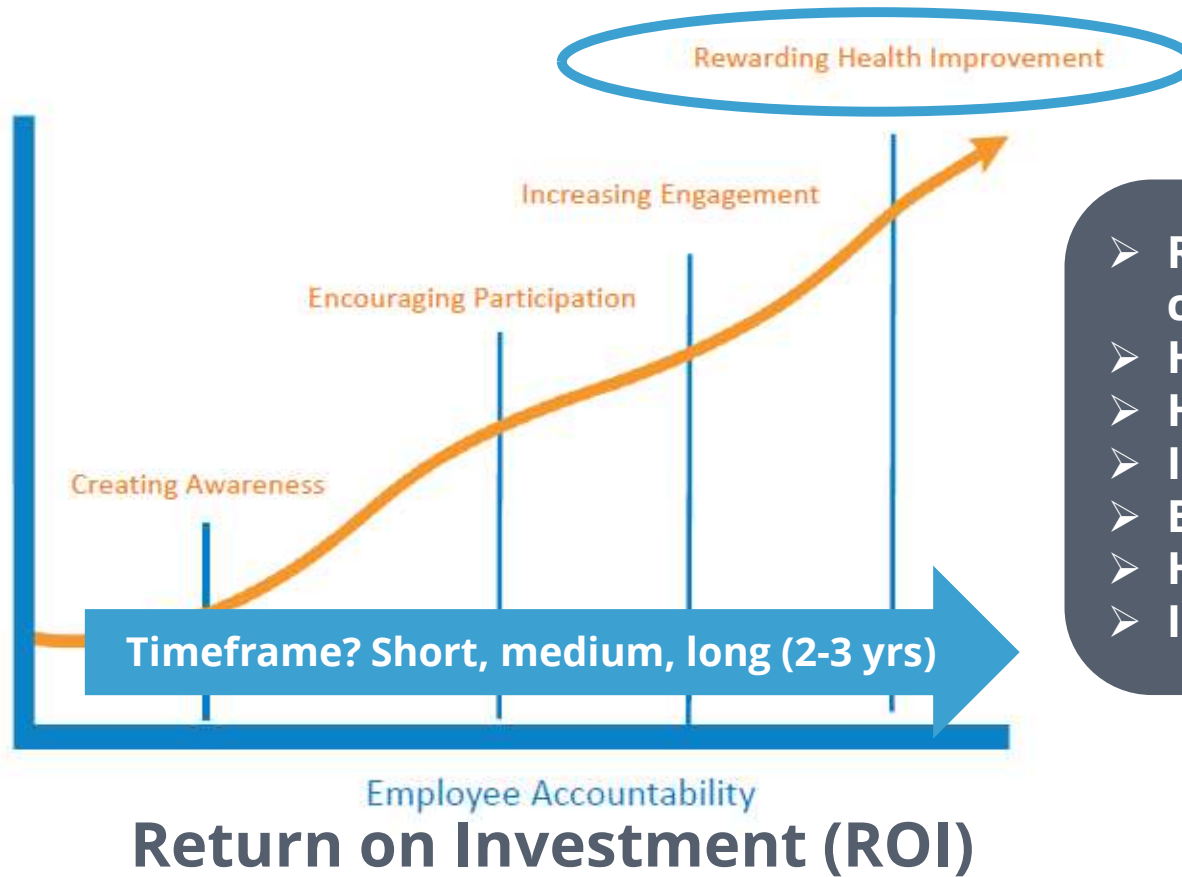 Rewarding Health Improvement
Increasing Engagement
Encouraging Participation
Creating Awareness
Timeframe? Short, medium, long (2-3 yrs)
Employee Accountability
Return on Investment (ROI)